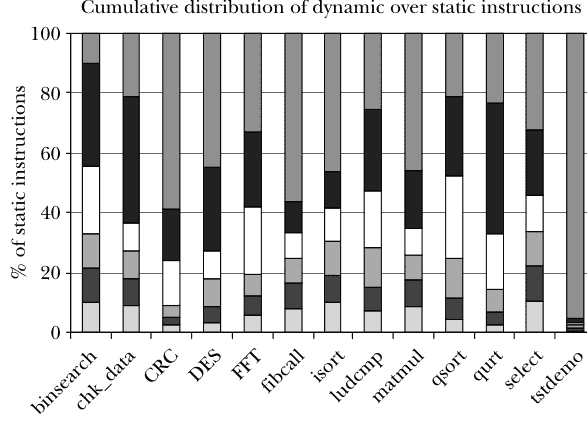 Cumulative distribution of dynamic over static instructions
% of static instructions
100
80
60
40
20
0
binsearch
chk_data
CRC
DES
FFT
fibcall
isort
ludcmp
matmul
qsort
qurt
select
tstdemo